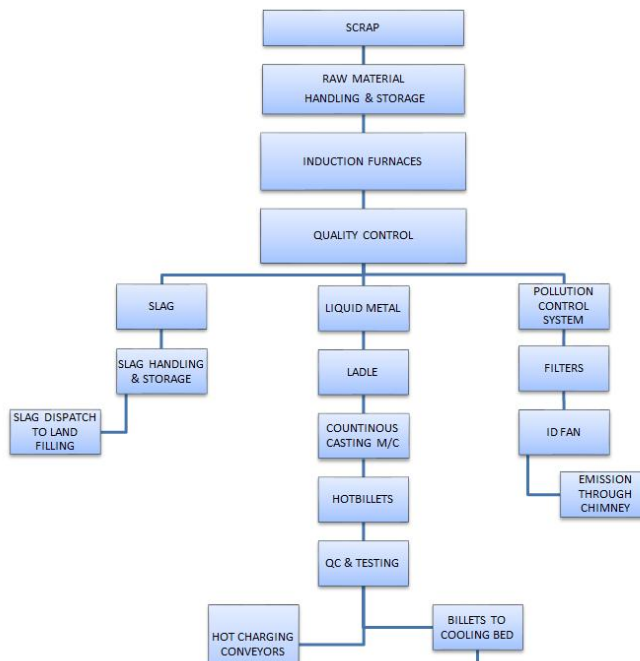 SCRAP
RAW MATERIAL
HANDLING & STORAGE
INDUCTION FURNACES
QUALITY CONTROL
SLAG
LIQUID METAL
POLLUTION
CONTROL
SYSTEM
SLAG HANDLING
& STORAGE
LADLE
FILTERS
SLAG DISPATCH
TO LAND
FILLING
COUNTINOUS
CASTING M/C
ID FAN
HOTBILLETS
EMISSION
THROUGH
CHIMNEY
QC & TESTING
HOT CHARGING
CONVEYORS
BILLETS TO
COOLING BED